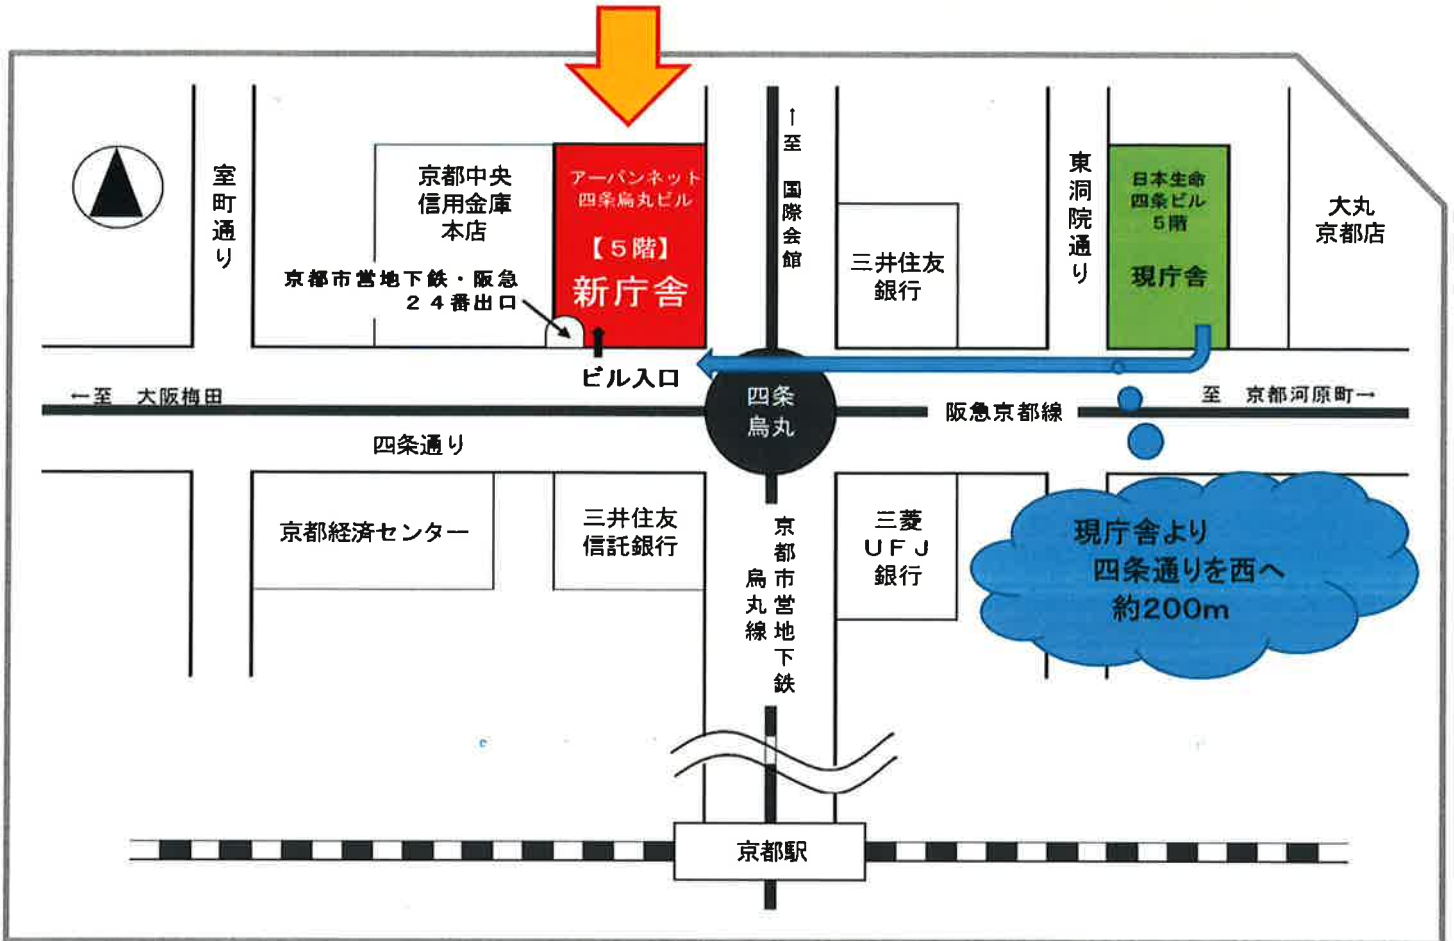 室町通り
京都中央
信用金庫
本店
京都市営地下鉄・阪急
２４番出口
アーバンネット
四条烏丸ビル
【５階】
新庁舎
ビル入口
↑至　国際会館
三井住友
銀行
東洞院通り
日本生命
四条ビル
５階
現庁舎
大丸
京都店
←至　大阪梅田
四条
烏丸
阪急京都線
至　京都河原町→
四条通り
京都経済センター
三井住友
信託銀行
京都市営地下鉄
烏丸線
三菱
ＵＦＪ
銀行
現庁舎より
四条通りを西へ
約200m
京都駅